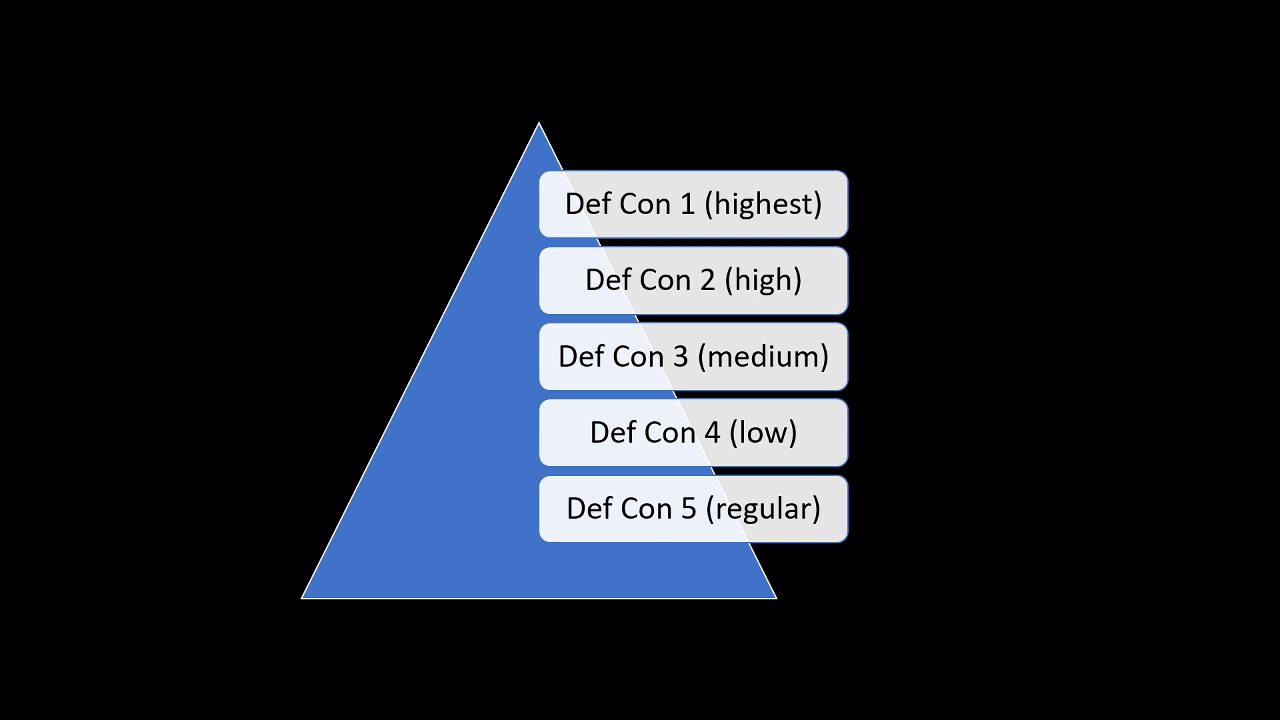 Def Con 1 (highest)
Def Con 2 (high)
Def Con 3 (medium)
Def Con 4 (low)
Def Con 5 (regular)